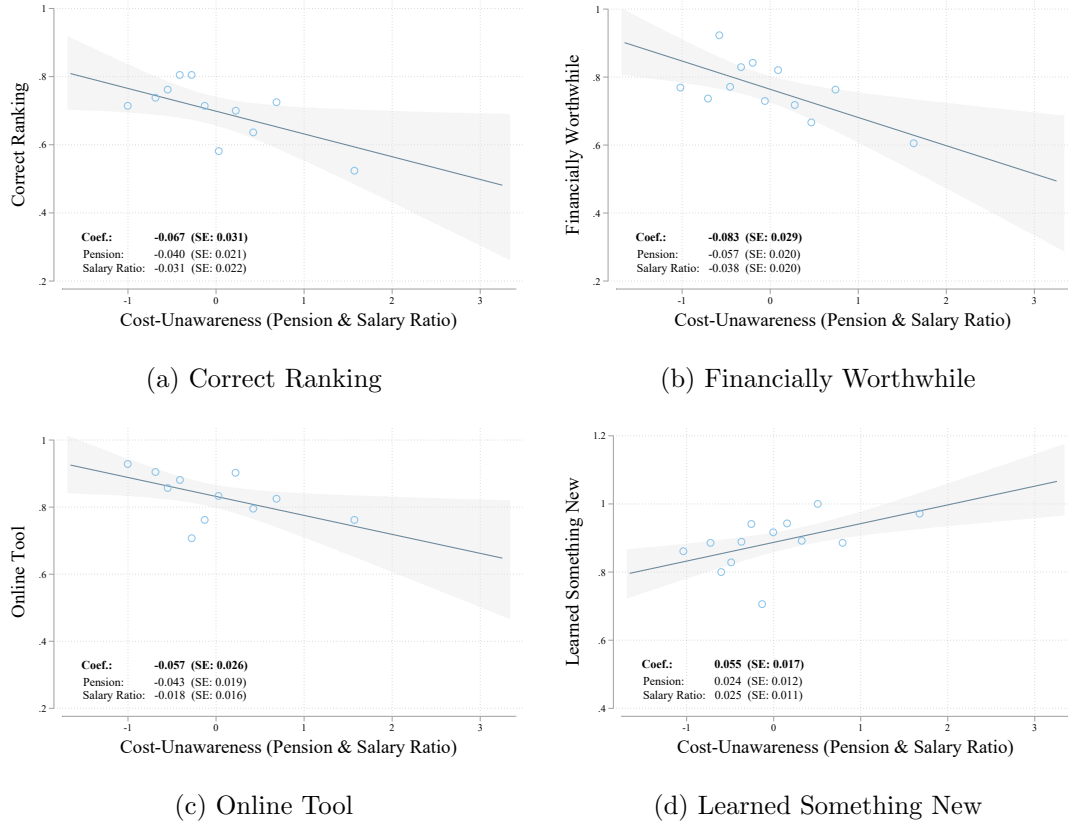 1
.8
.6
.4
.2
Correct Ranking
Coef.: -0.067 (SE: 0.031)
Pension: -0.040 (SE: 0.021)
Salary Ratio: -0.031 (SE: 0.022)
-1 0 1 2 3
Cost-Unawareness (Pension & Salary Ratio)
(a) Correct Ranking
1
.8
.6
.4
.2
Financially Worthwhile
Coef.: -0.083 (SE: 0.029)
Pension: -0.057 (SE: 0.020)
Salary Ratio: -0.038 (SE: 0.020)
-1 0 1 2 3
Cost-Unawareness (Pension & Salary Ratio)
(b) Financially Worthwhile
1
.8
.6
.4
.2
Online Tool
Coef.: -0.057 (SE: 0.026)
Pension: -0.043 (SE: 0.019)
Salary Ratio: -0.018 (SE: 0.016)
-1 0 1 2 3
Cost-Unawareness (Pension & Salary Ratio)
(c) Online Tool
1.2
1
.8
.6
.4
Learned Something New
Coef.: 0.055 (SE: 0.017)
Pension: 0.024 (SE: 0.012)
Salary Ratio: 0.025 (SE: 0.011)
-1 0 1 2 3
Cost-Unawareness (Pension & Salary Ratio)
(d) Learned Something New